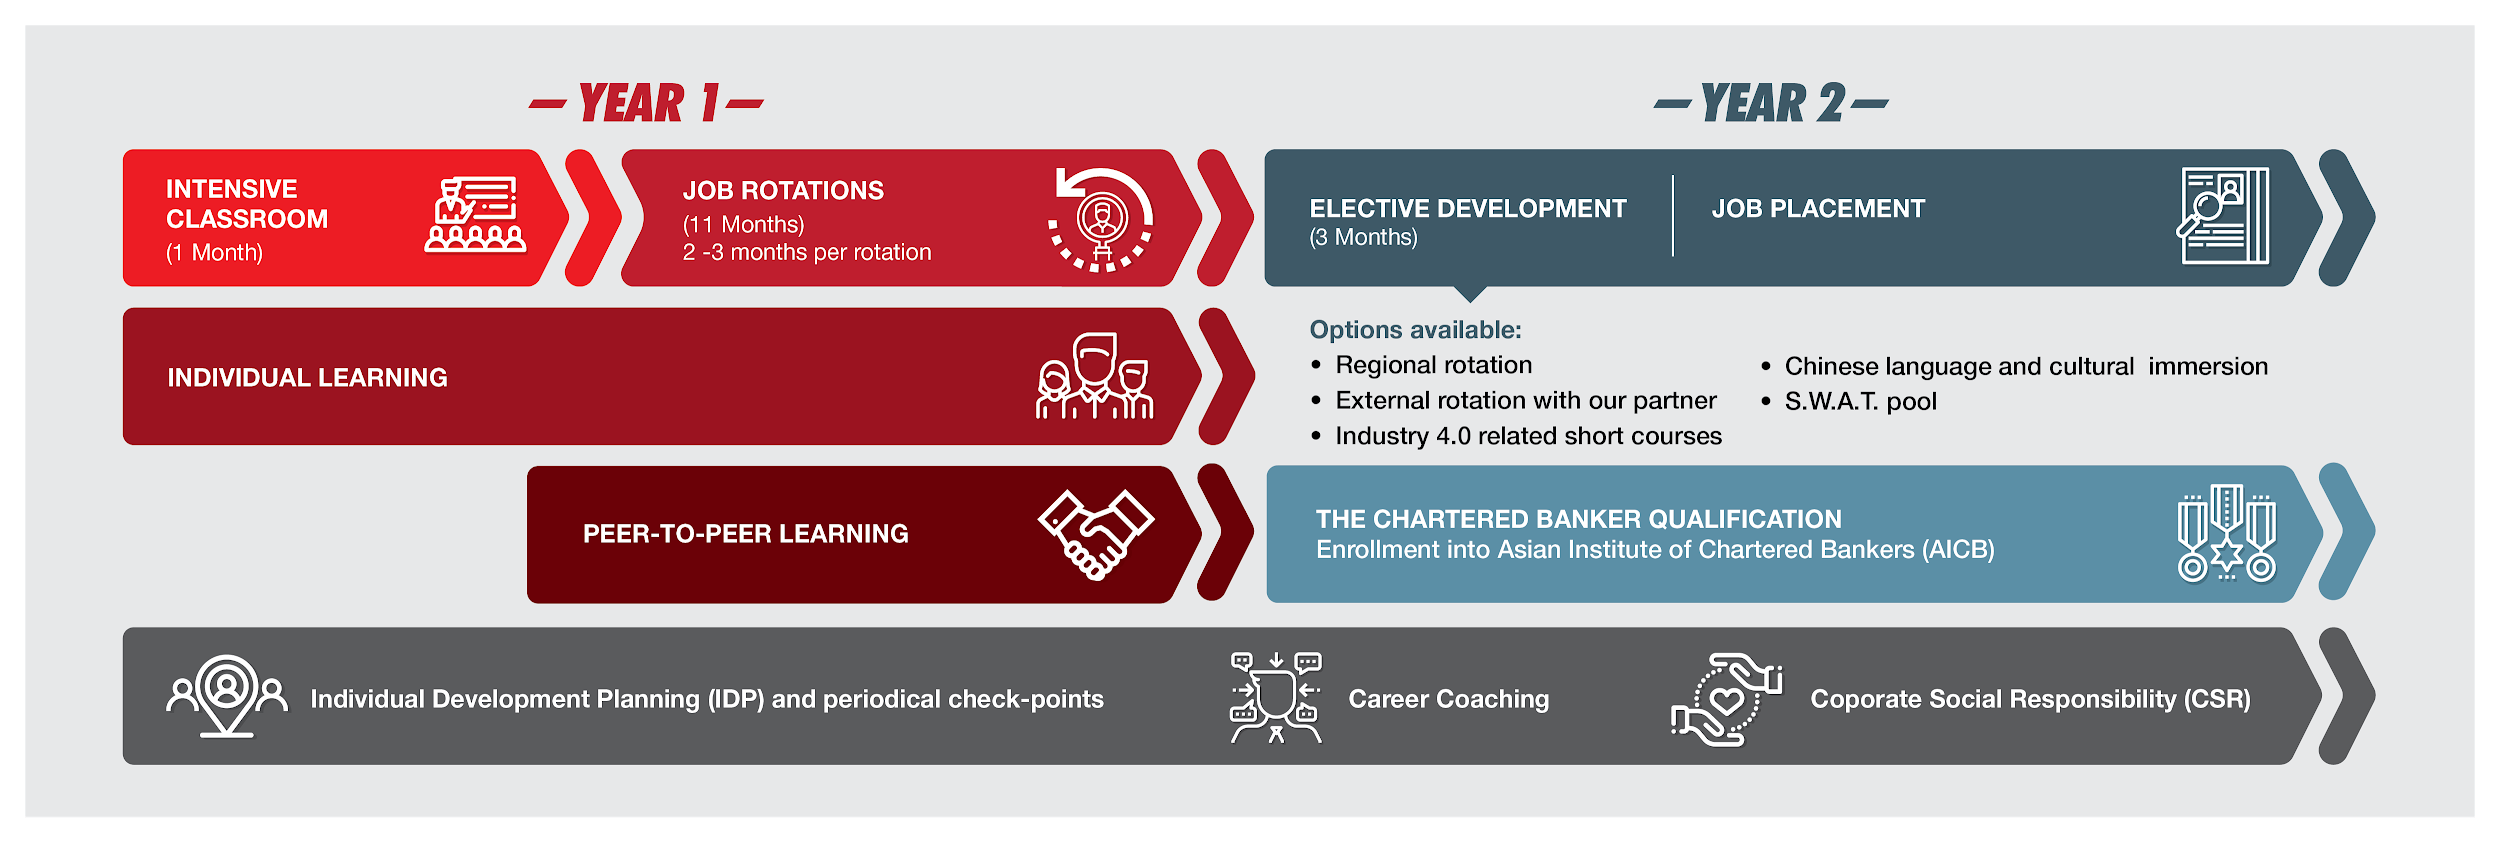 YEAR 1
YEAR 2
INTENSIVE
CLASSROOM
(1 Month)
JOB ROTATIONS
(11 Months)
2 -3 months per rotation
ELECTIVE DEVELOPMENT
(3 Months)
JOB PLACEMENT
INDIVIDUAL LEARNING
Options available:
• Regional rotation
• External rotation with our partner
• Industry 4.0 related short courses
• Chinese language and cultural immersion
• S.W.A.T. pool
PEER-TO-PEER LEARNING
THE CHARTERED BANKER QUALIFICATION
Enrollment into Asian Institute of Chartered Bankers (AICB)
Individual Development Planning (IDP) and periodical check-points
Career Coaching
Coporate Social Responsibility (CSR)